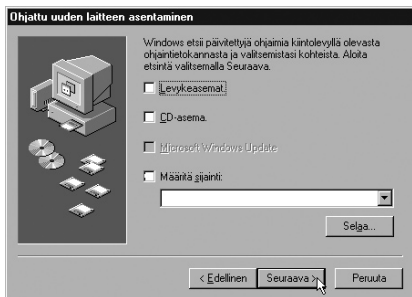 Ohjattu uuden laitteen asentaminen
Windows etsii päivitettyjä ohjaimia kiintolevyllä olevasta
ohjaintietokannasta ja valitsemistasi kohteista. Aloita
etsintä valitsemalla Seuraava.
Levykeasemat.
CD-asema.
Microsoft Windows Update
Määritä sijainti:
Selaa...
< Edellinen Seuraava > Peruuta